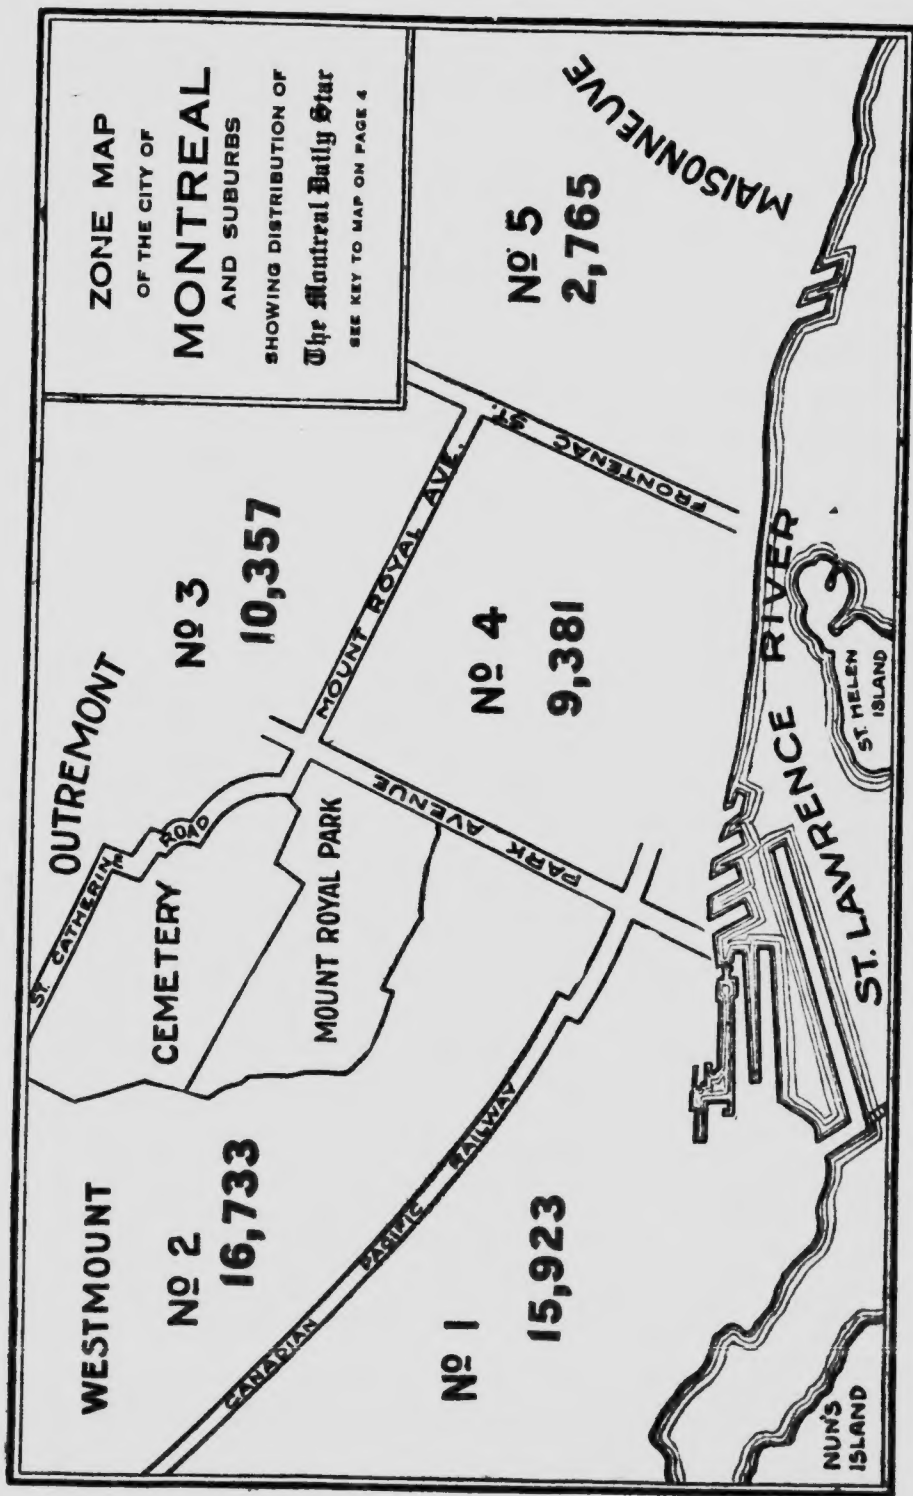 ZONE MAP
OF THE CITY OF
MONTREAL
AND SUBURBS
SHOWING DISTRIBUTION OF
The Montreal Daily Star
SEE KEY TO MAP ON PAGE 4
WESTMOUNT
Nº 2
16,733
CEMETERY
MOUNT ROYAL PARK
ST. CATHERINE
ROAD
OUTREMONT
Nº 3
10,357
MOUNT ROYAL AVE.
PARK AVENUE
FRONTENAC ST.
CANADIAN PACIFIC RAILWAY
Nº 1
15,923
Nº 4
9,381
Nº 5
2,765
MAISONNEUVE
ST. LAWRENCE RIVER
ST. HELEN
ISLAND
NUN'S
ISLAND